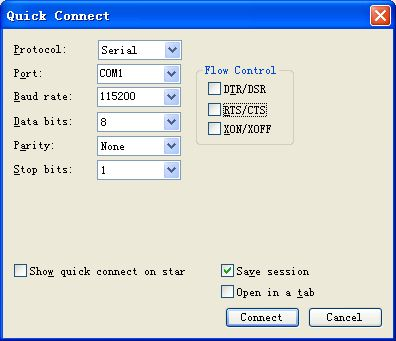 Quick Connect
Protocol: Serial
Port: COM1
Baud rate: 115200
Data bits: 8
Parity: None
Stop bits: 1
Flow Control
DTR/DSR
RTS/CTS
XON/XOFF
Show quick connect on star
Save session
Open in a tab
Connect Cancel